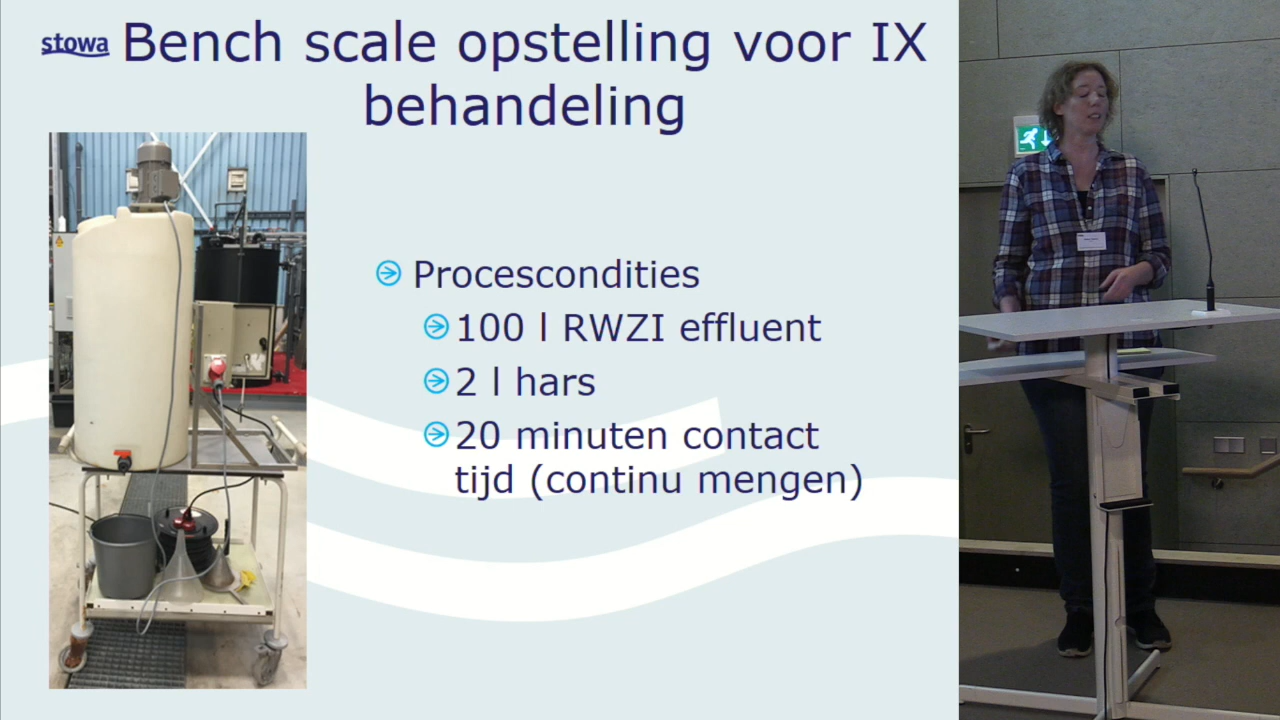 stowa
Bench scale opstelling voor IX
behandeling
Procescondities
100 l RWZI effluent
2 l hars
20 minuten contact
tijd (continu mengen)